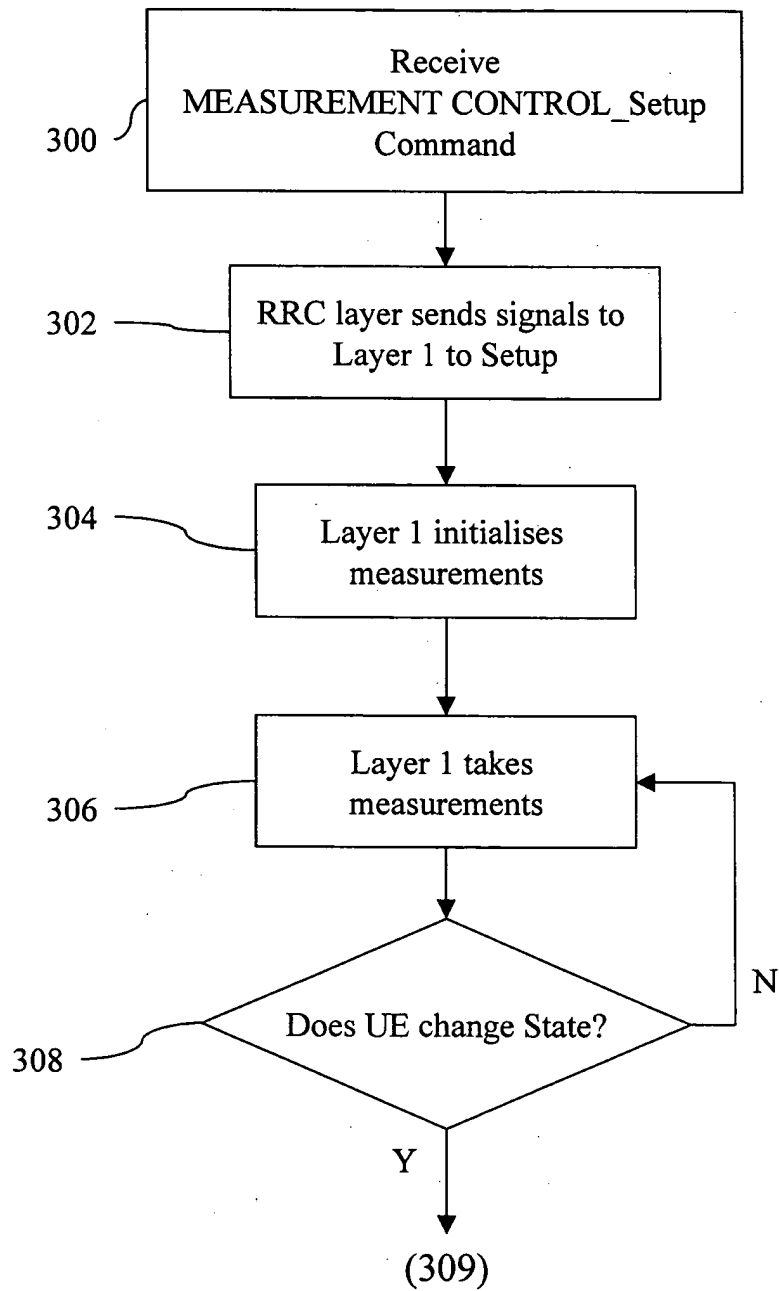 Receive
MEASUREMENT CONTROL_Setup
Command
300
RRC layer sends signals to
Layer 1 to Setup
302
Layer 1 initialises
measurements
304
Layer 1 takes
measurements
306
N
Does UE change State?
308
Y
(309)